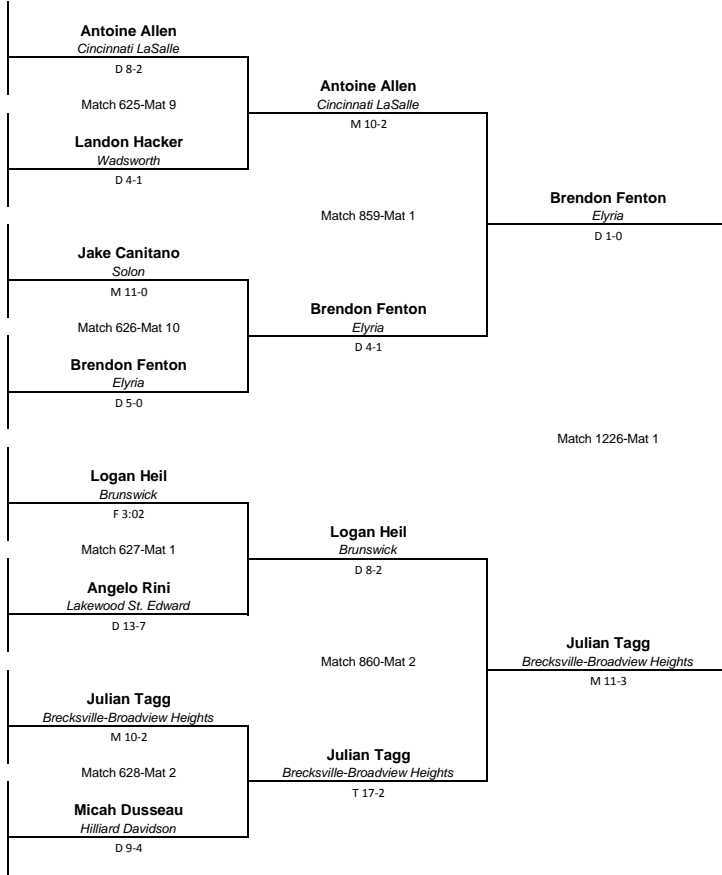 Antoine Allen
Cincinnati LaSalle
D 8-2
Match 625-Mat 9
Landon Hacker
Wadsworth
D 4-1
Antoine Allen
Cincinnati LaSalle
M 10-2
Match 859-Mat 1
Brendon Fenton
Elyria
D 1-0
Jake Canitano
Solon
M 11-0
Match 626-Mat 10
Brendon Fenton
Elyria
D 5-0
Brendon Fenton
Elyria
D 4-1
Match 1226-Mat 1
Logan Heil
Brunswick
F 3:02
Match 627-Mat 1
Angelo Rini
Lakewood St. Edward
D 13-7
Logan Heil
Brunswick
D 8-2
Match 860-Mat 2
Julian Tagg
Brecksville-Broadview Heights
M 11-3
Julian Tagg
Brecksville-Broadview Heights
M 10-2
Match 628-Mat 2
Micah Dusseau
Hilliard Davidson
D 9-4
Julian Tagg
Brecksville-Broadview Heights
T 17-2